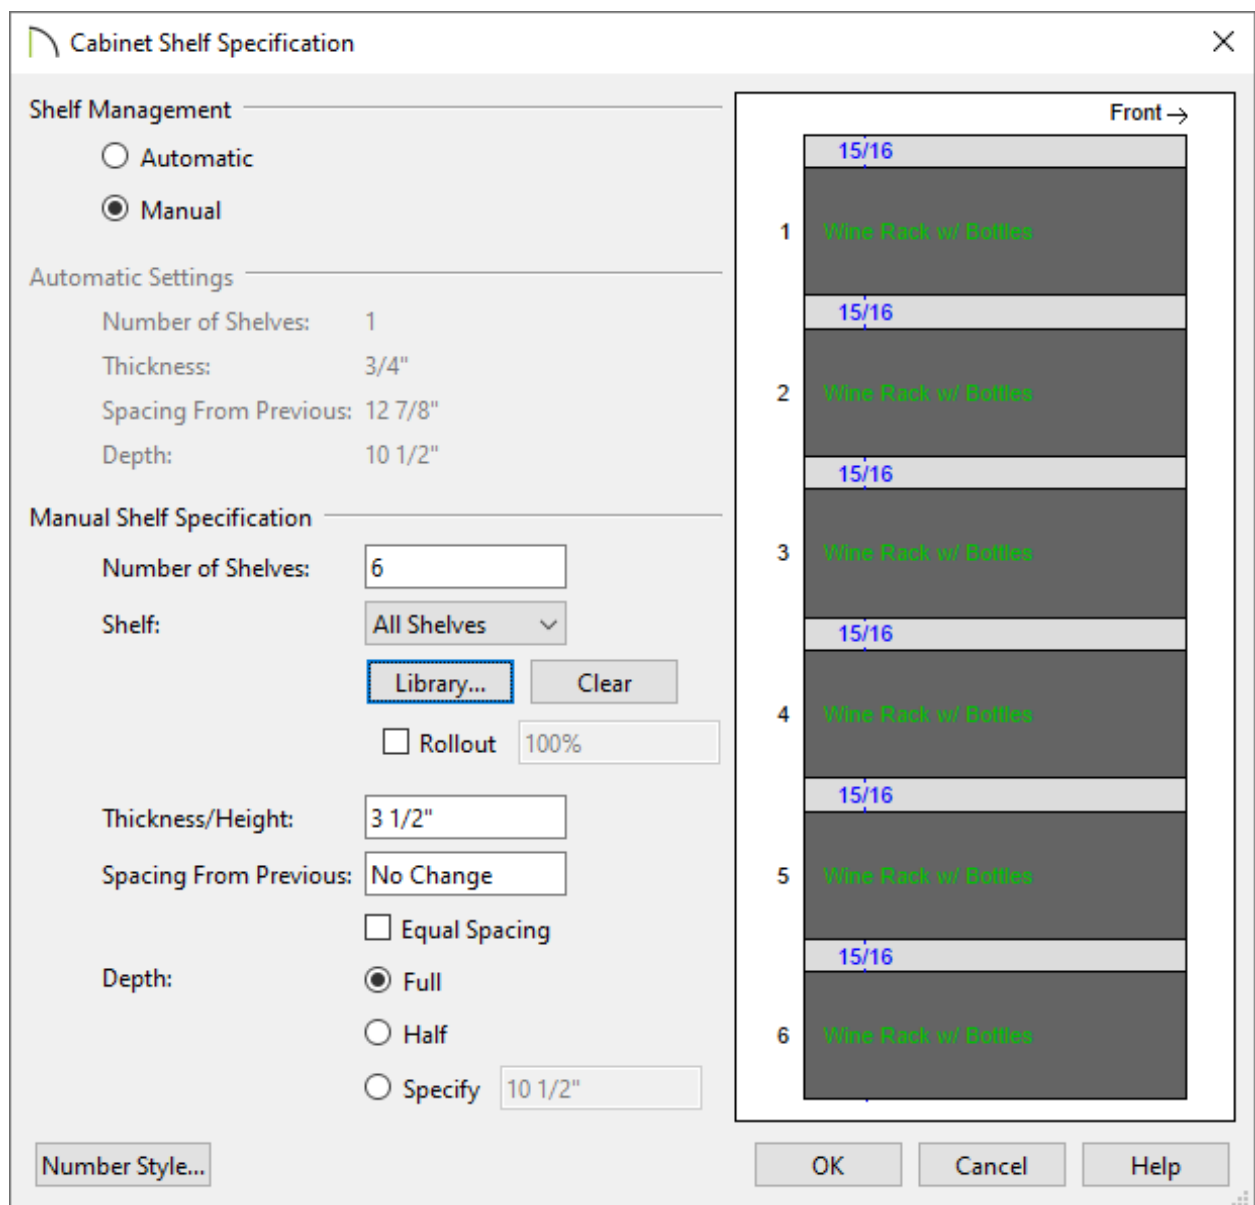 Cabinet Shelf Specification
Shelf Management
Automatic
Manual
Automatic Settings
Number of Shelves: 1
Thickness: 3/4"
Spacing From Previous: 12 7/8"
Depth: 10 1/2"
Manual Shelf Specification
Number of Shelves: 6
Shelf: All Shelves
Library... Clear
Rollout 100%
Thickness/Height: 3 1/2"
Spacing From Previous: No Change
Equal Spacing
Depth: Full
Half
Specify 10 1/2"
Front
15/16
1 Wine Rack w/ Bottles
15/16
2 Wine Rack w/ Bottles
15/16
3 Wine Rack w/ Bottles
15/16
4 Wine Rack w/ Bottles
15/16
5 Wine Rack w/ Bottles
15/16
6 Wine Rack w/ Bottles
Number Style... OK Cancel Help